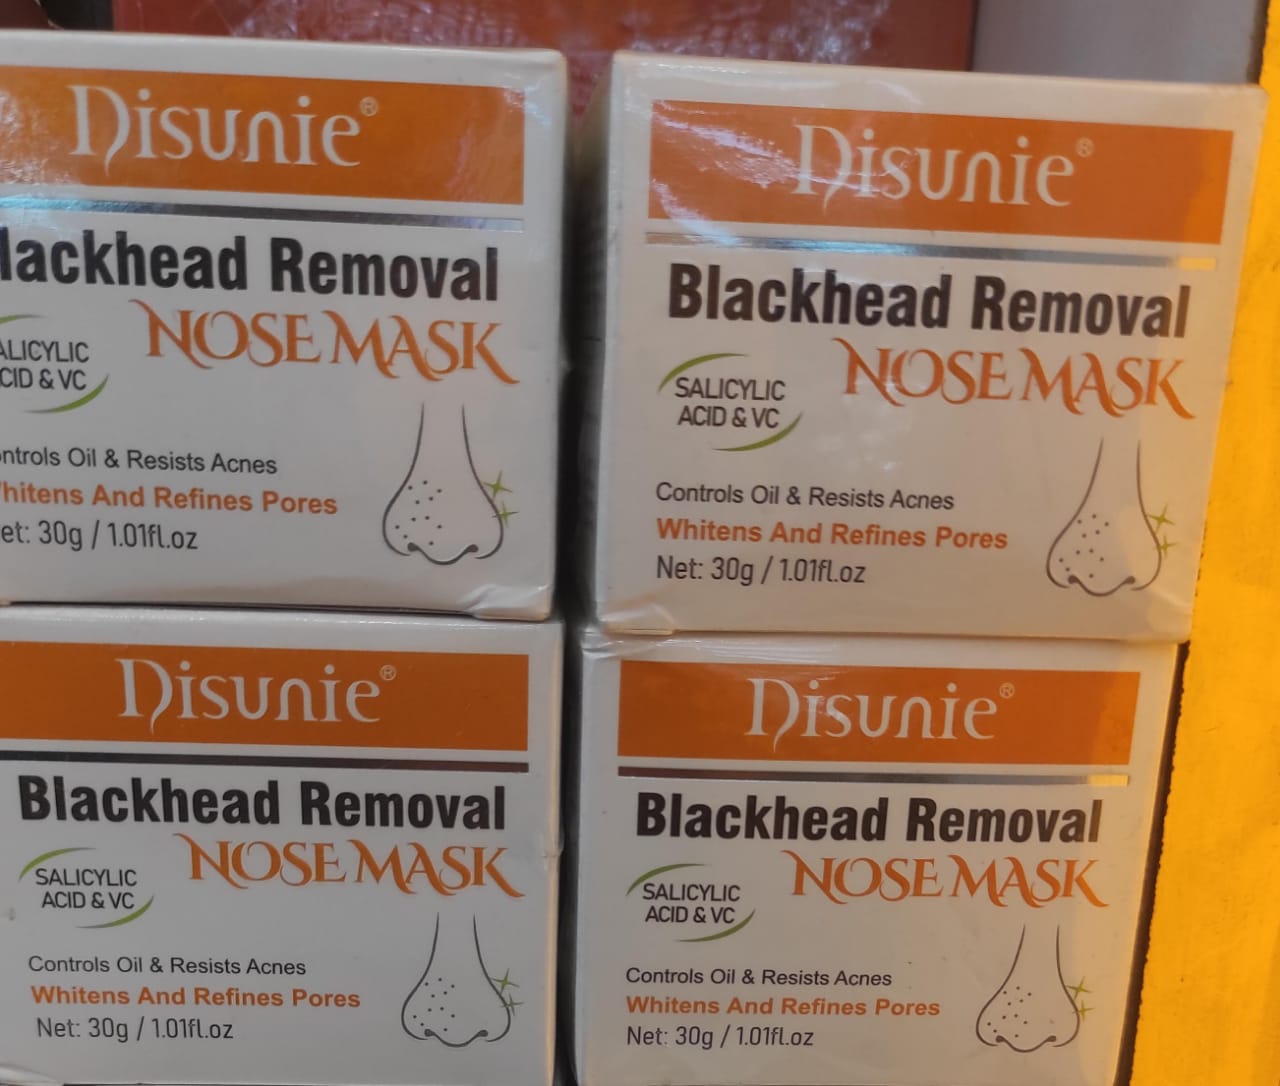 Disunie®
lackhead Removal
NOSE MASK
ALICYLIC
CID & VC
ntrols Oil & Resists Acnes
hitens And Refines Pores
et: 30g / 1.01fl.oz
Disunie®
Blackhead Removal
NOSE MASK
SALICYLIC
ACID & VC
Controls Oil & Resists Acnes
Whitens And Refines Pores
Net: 30g / 1.01fl.oz
Disunie®
Blackhead Removal
NOSE MASK
SALICYLIC
ACID & VC
Controls Oil & Resists Acnes
Whitens And Refines Pores
Net: 30g / 1.01fl.oz
Disunie®
Blackhead Removal
NOSE MASK
SALICYLIC
ACID & VC
Controls Oil & Resists Acnes
Whitens And Refines Pores
Net: 30g / 1.01fl.oz